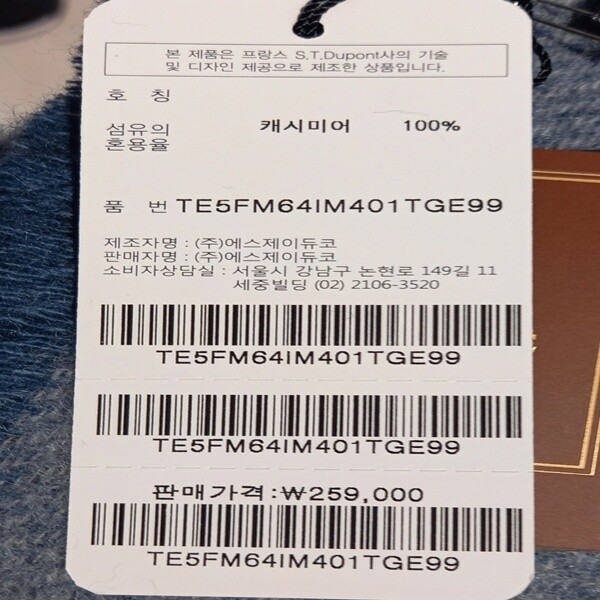 본 제품은 프랑스 S.T.Dupont사의 기술
및 디자인 제공으로 제조한 상품입니다.
호 칭
섬유의 캐시미어 100%
혼용율
품 번 TE5FM64IM401TGE99
제조자명 : (주)에스제이듀코
판매자명 : (주)에스제이듀코
소비자상담실 : 서울시 강남구 논현로 149길 11
세중빌딩 (02) 2106-3520
TE5FM64IM401TGE99
TE5FM64IM401TGE99
판매가격:₩259,000
TE5FM64IM401TGE99